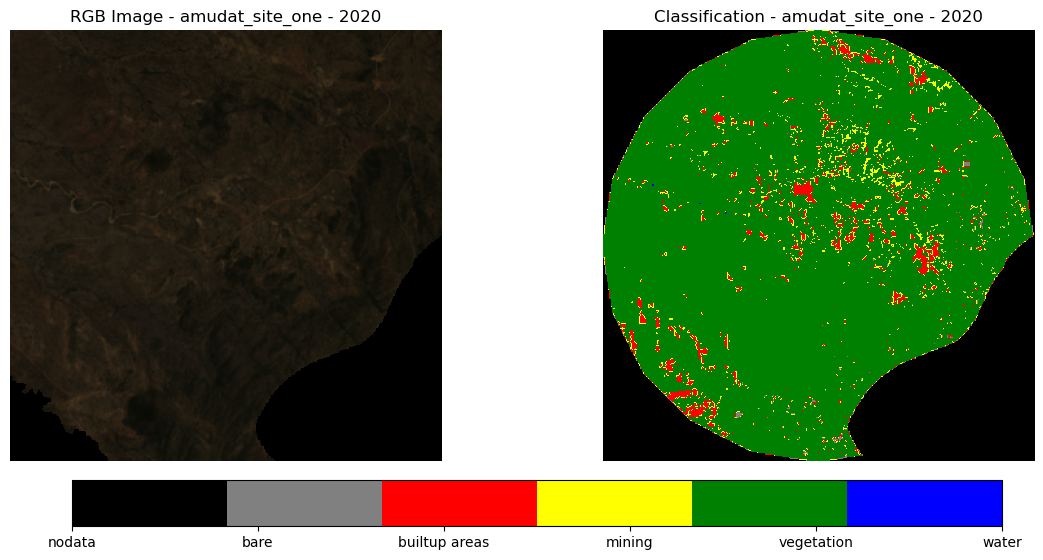 RGB Image - amudat_site_one - 2020
Classification - amudat_site_one - 2020
nodata
bare
builtup areas
mining
vegetation
water